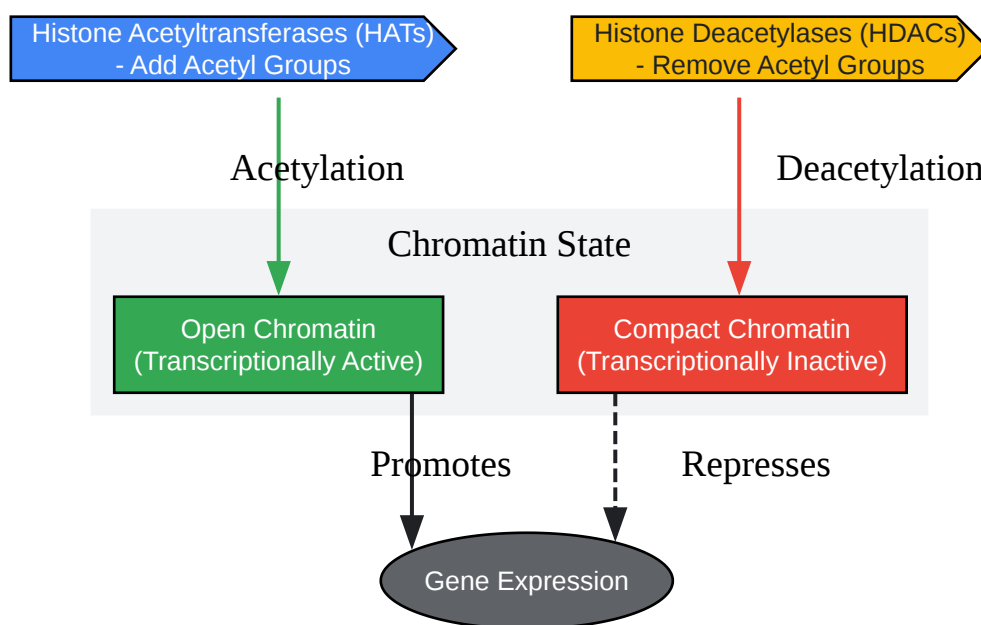 Histone Acetyltransferases (HATs)
- Add Acetyl Groups
Histone Deacetylases (HDACs)
- Remove Acetyl Groups
Acetylation
Deacetylation
Chromatin State
Open Chromatin
(Transcriptionally Active)
Compact Chromatin
(Transcriptionally Inactive)
Promotes
Represses
Gene Expression